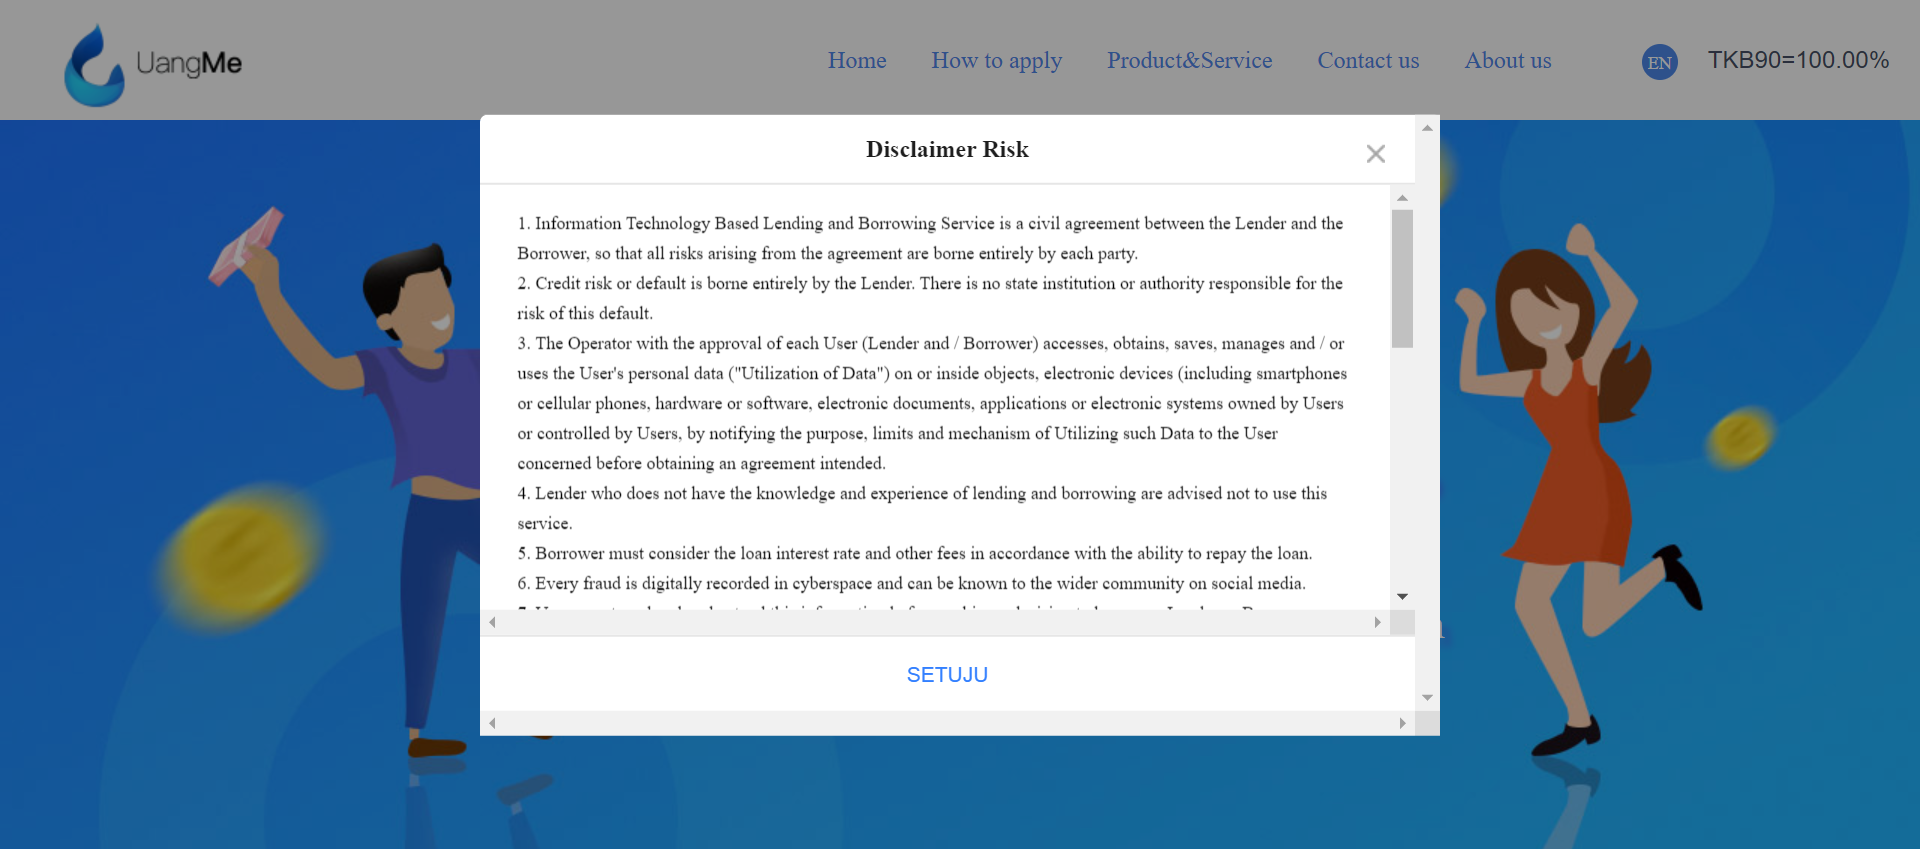 UangMe
Home How to apply Product&Service Contact us About us EN TKB90=100.00%
Disclaimer Risk
1. Information Technology Based Lending and Borrowing Service is a civil agreement between the Lender and the
Borrower, so that all risks arising from the agreement are borne entirely by each party.
2. Credit risk or default is borne entirely by the Lender. There is no state institution or authority responsible for the
risk of this default.
3. The Operator with the approval of each User (Lender and / Borrower) accesses, obtains, saves, manages and / or
uses the User's personal data ("Utilization of Data") on or inside objects, electronic devices (including smartphones
or cellular phones, hardware or software, electronic documents, applications or electronic systems owned by Users
or controlled by Users, by notifying the purpose, limits and mechanism of Utilizing such Data to the User
concerned before obtaining an agreement intended.
4. Lender who does not have the knowledge and experience of lending and borrowing are advised not to use this
service.
5. Borrower must consider the loan interest rate and other fees in accordance with the ability to repay the loan.
6. Every fraud is digitally recorded in cyberspace and can be known to the wider community on social media.
SETUJU